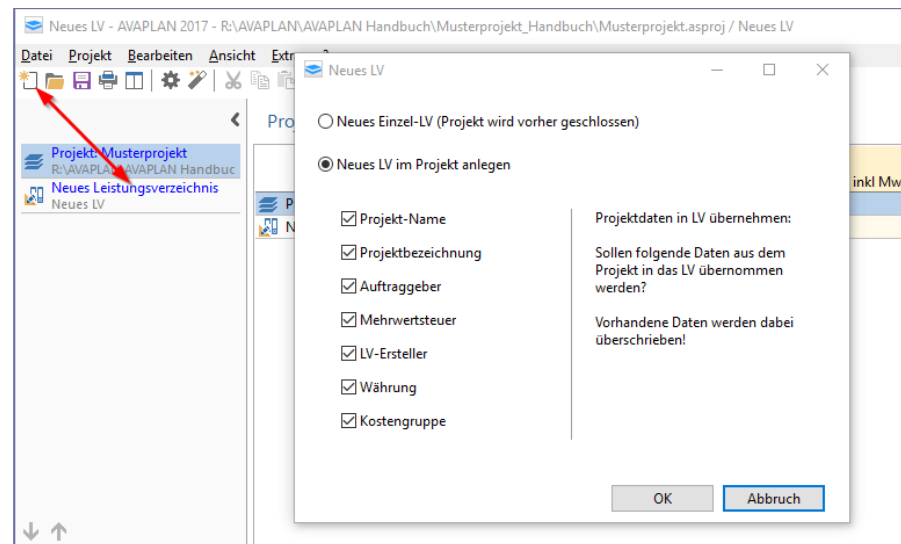 Neues LV - AVAPLAN 2017 - R:\AVAPLAN\AVAPLAN Handbuch\Musterprojekt_Handbuch\Musterprojekt.asproj / Neues LV
Datei Projekt Bearbeiten Ansicht Extr ?
Neues LV
Pro
Neues Einzel-LV (Projekt wird vorher geschlossen)
Projekt: Musterprojekt
R:\AVAPLAN\AVAPLAN Handbuc
Neues LV im Projekt anlegen
Neues Leistungsverzeichnis
Neues LV
inkl Mw
P
N
Projekt-Name
Projektbezeichnung
Auftraggeber
Mehrwertsteuer
LV-Ersteller
Währung
Kostengruppe
Projektdaten in LV übernehmen:
Sollen folgende Daten aus dem
Projekt in das LV übernommen
werden?
Vorhandene Daten werden dabei
überschrieben!
OK
Abbruch